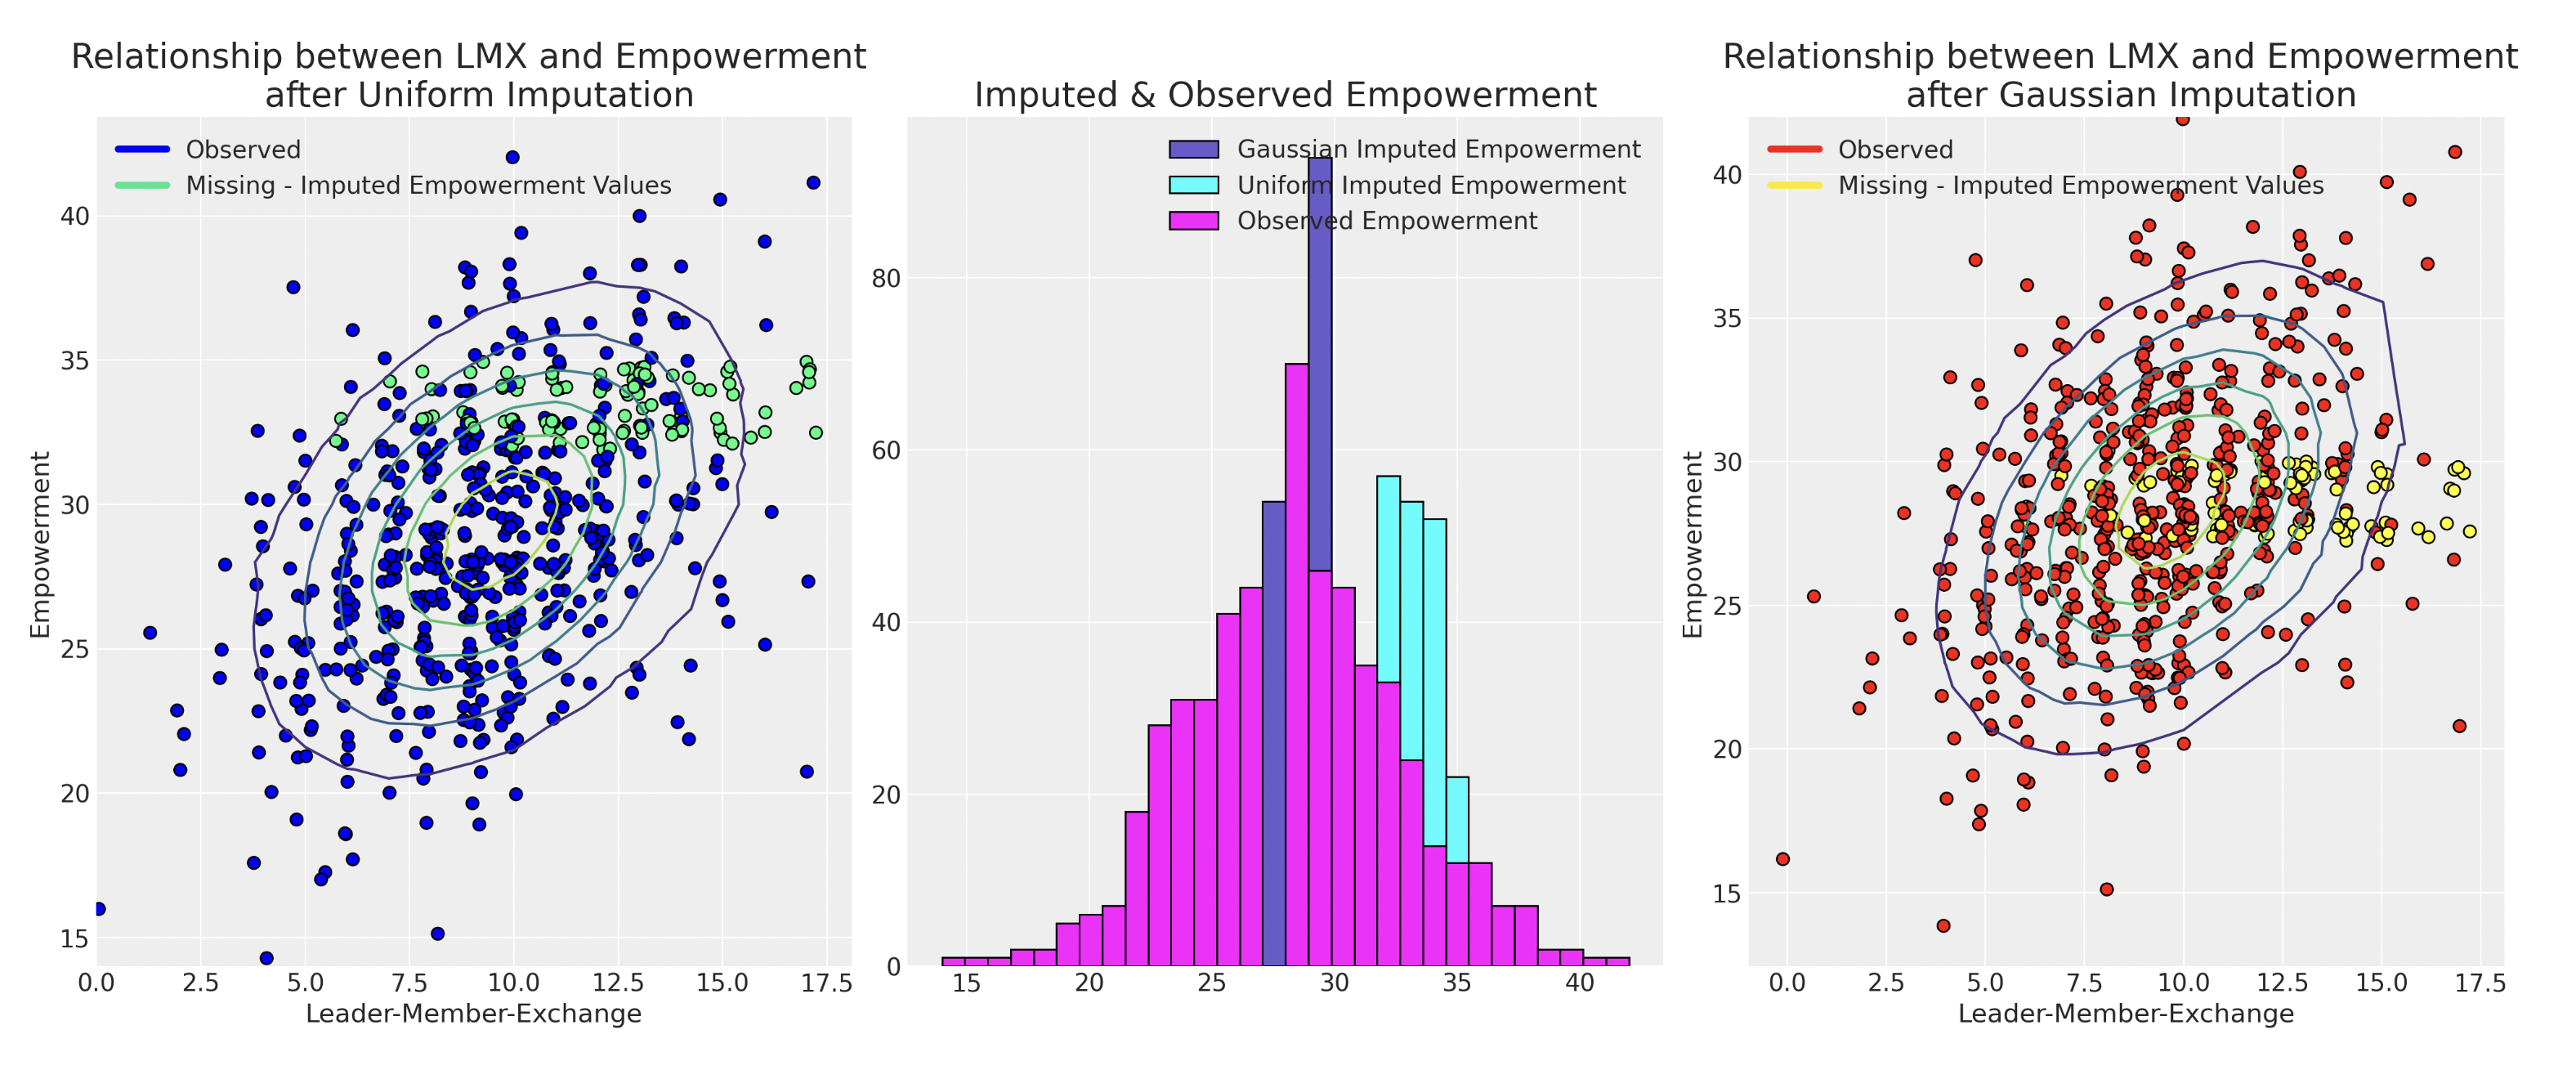 Relationship between LMX and Empowerment
after Uniform Imputation
Observed
Missing - Imputed Empowerment Values
Empowerment
40
35
30
25
20
15
0.0 2.5 5.0 7.5 10.0 12.5 15.0 17.5
Leader-Member-Exchange
Imputed & Observed Empowerment
Gaussian Imputed Empowerment
Uniform Imputed Empowerment
Observed Empowerment
80
60
40
20
0
15 20 25 30 35 40
Relationship between LMX and Empowerment
after Gaussian Imputation
Observed
Missing - Imputed Empowerment Values
Empowerment
40
35
30
25
20
15
0.0 2.5 5.0 7.5 10.0 12.5 15.0 17.5
Leader-Member-Exchange